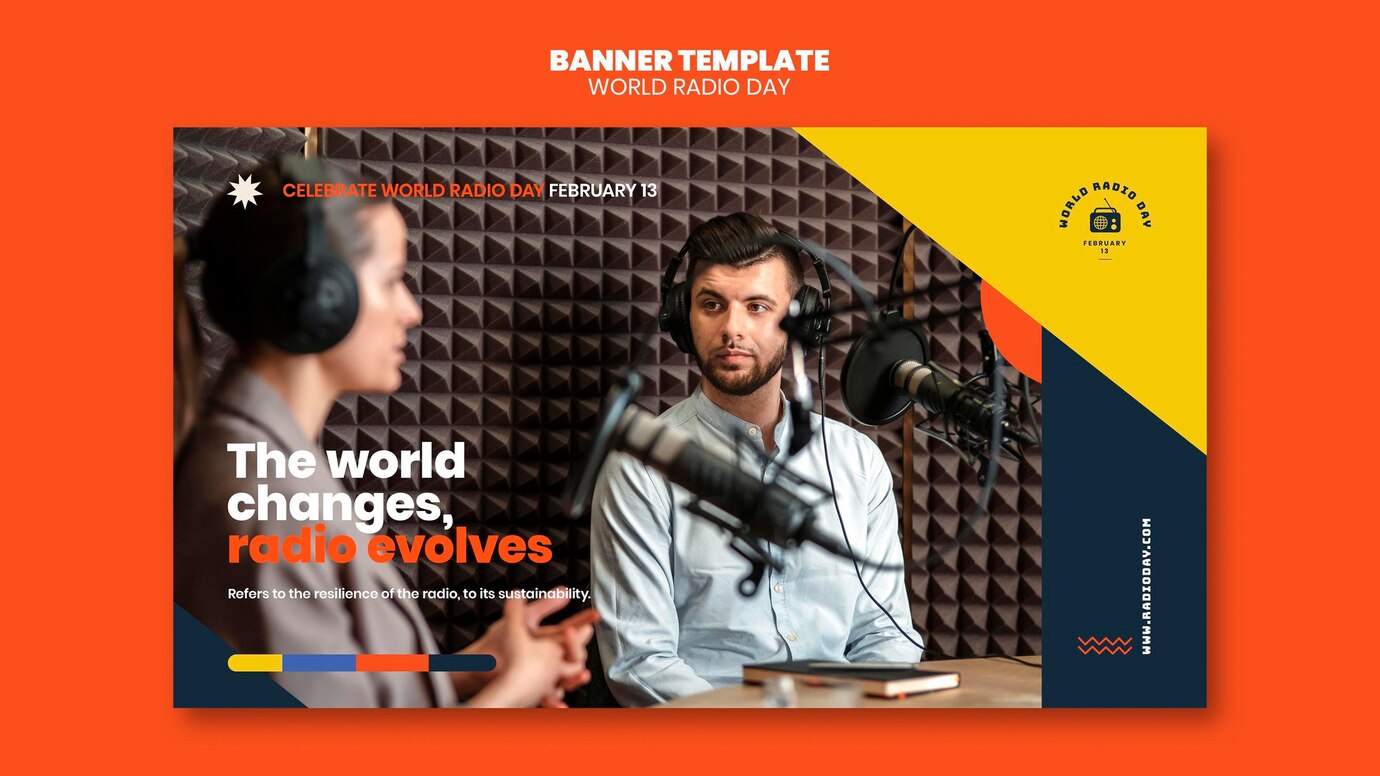 BANNER TEMPLATE
WORLD RADIO DAY
CELEBRATE WORLD RADIO DAY FEBRUARY 13
WORLD RADIO DAY
FEBRUARY
13
The world
changes,
radio evolves
Refers to the resilience of the radio, to its sustainability.
WWW.RADIODAY.COM